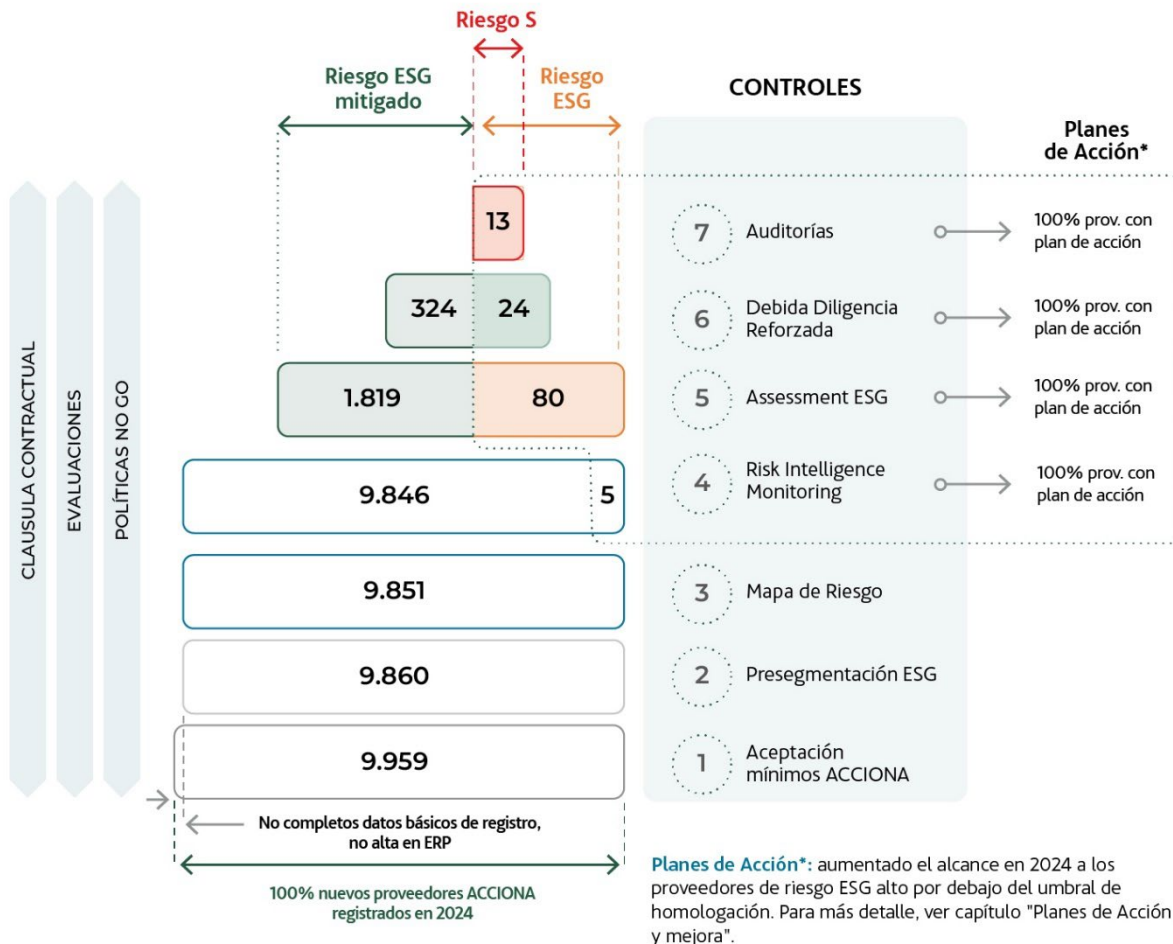 Riesgo S
Riesgo ESG
mitigado
Riesgo
ESG
CONTROLES
Planes
de Acción*
CLAUSULA CONTRACTUAL
EVALUACIONES
POLÍTICAS NO GO
13
7
Auditorías
100% prov. con
plan de acción
324
24
6
Debida Diligencia
Reforzada
100% prov. con
plan de acción
1.819
80
5
Assessment ESG
100% prov. con
plan de acción
9.846
5
4
Risk Intelligence
Monitoring
100% prov. con
plan de acción
9.851
3
Mapa de Riesgo
9.860
2
Presegmentación ESG
9.959
1
Aceptación
mínimos ACCIONA
No completos datos básicos de registro,
no alta en ERP
100% nuevos proveedores ACCIONA
registrados en 2024
Planes de Acción*: aumentado el alcance en 2024 a los
proveedores de riesgo ESG alto por debajo del umbral de
homologación. Para más detalle, ver capítulo "Planes de Acción
y mejora".